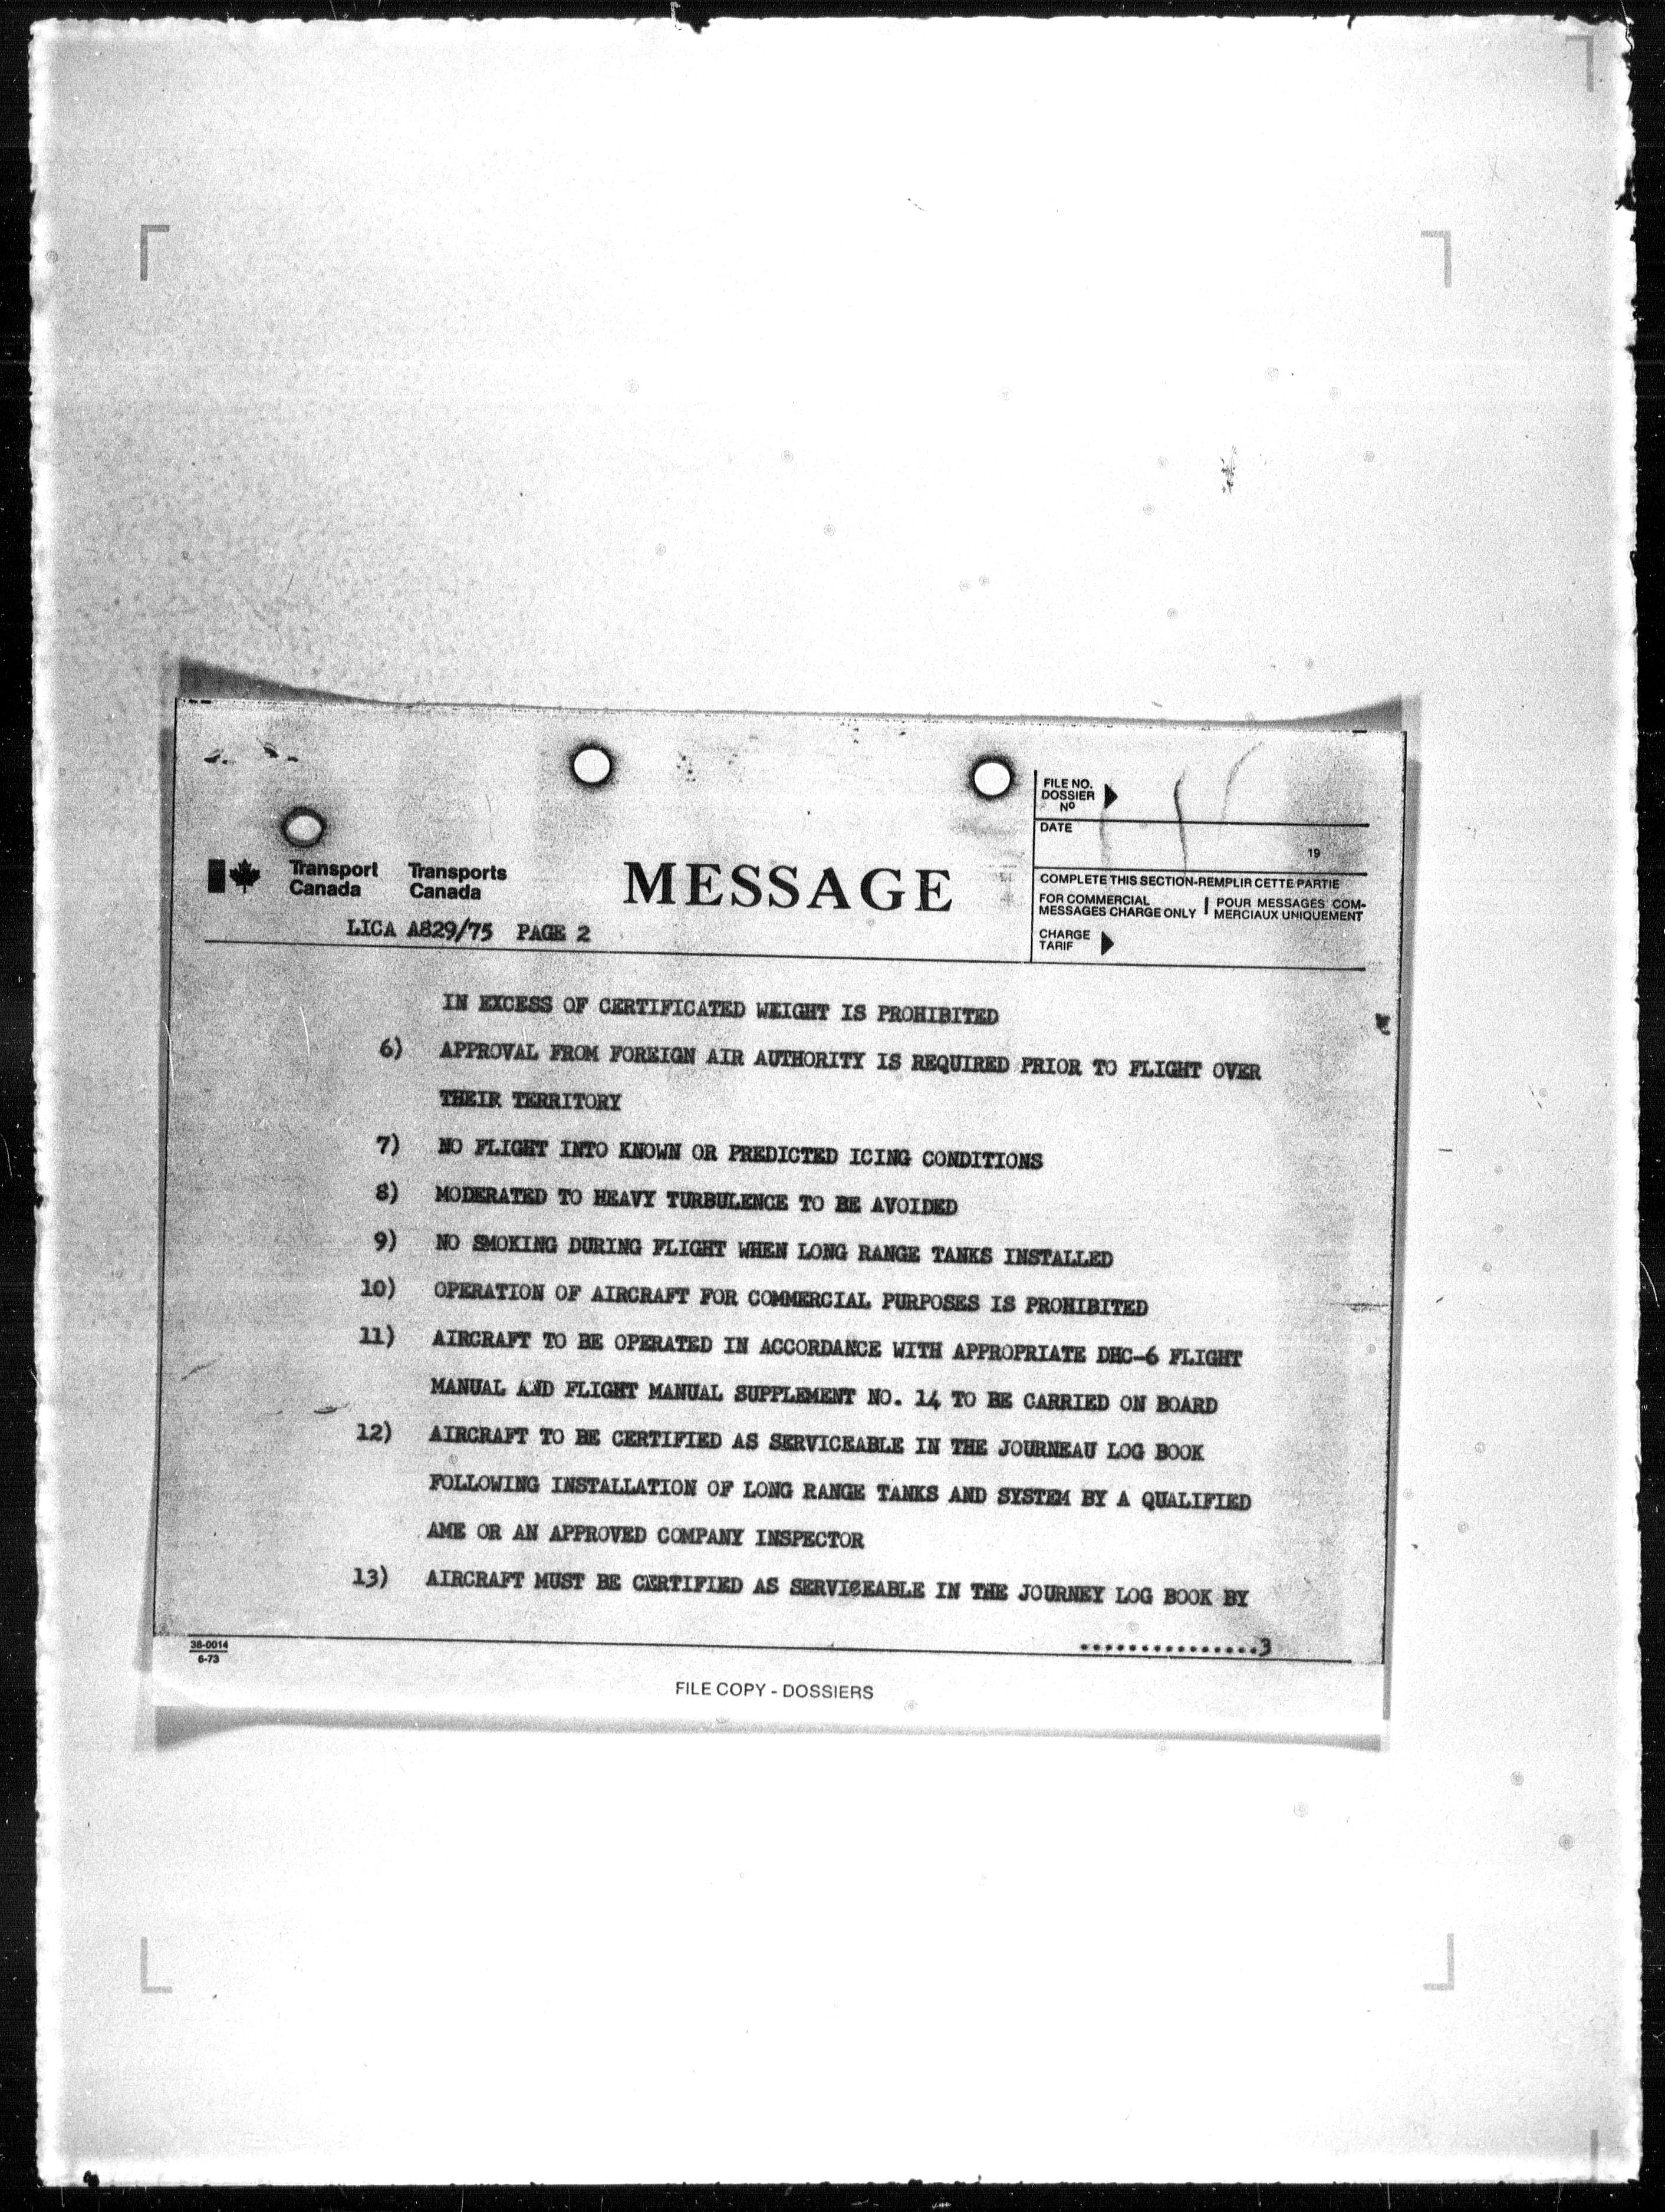 FILE NO.
DOSSIER
Nº
DATE
19
Transport Canada
Transports Canada
MESSAGE
COMPLETE THIS SECTION-REMPLIR CETTE PARTIE
FOR COMMERCIAL
MESSAGES CHARGE ONLY
POUR MESSAGES COM-
MERCIAUX UNIQUEMENT
CHARGE
TARIF
LICA A829/75 PAGE 2
IN EXCESS OF CERTIFICATED WEIGHT IS PROHIBITED
6) APPROVAL FROM FOREIGN AIR AUTHORITY IS REQUIRED PRIOR TO FLIGHT OVER
THEIR TERRITORY
7) NO FLIGHT INTO KNOWN OR PREDICTED ICING CONDITIONS
8) MODERATED TO HEAVY TURBULENCE TO BE AVOIDED
9) NO SMOKING DURING FLIGHT WHEN LONG RANGE TANKS INSTALLED
10) OPERATION OF AIRCRAFT FOR COMMERCIAL PURPOSES IS PROHIBITED
11) AIRCRAFT TO BE OPERATED IN ACCORDANCE WITH APPROPRIATE DHC-6 FLIGHT
MANUAL AND FLIGHT MANUAL SUPPLEMENT NO. 14 TO BE CARRIED ON BOARD
12) AIRCRAFT TO BE CERTIFIED AS SERVICEABLE IN THE JOURNEAU LOG BOOK
FOLLOWING INSTALLATION OF LONG RANGE TANKS AND SYSTEM BY A QUALIFIED
AME OR AN APPROVED COMPANY INSPECTOR
13) AIRCRAFT MUST BE CERTIFIED AS SERVICEABLE IN THE JOURNEY LOG BOOK BY
...............3
38-0014
6-73
FILE COPY - DOSSIERS